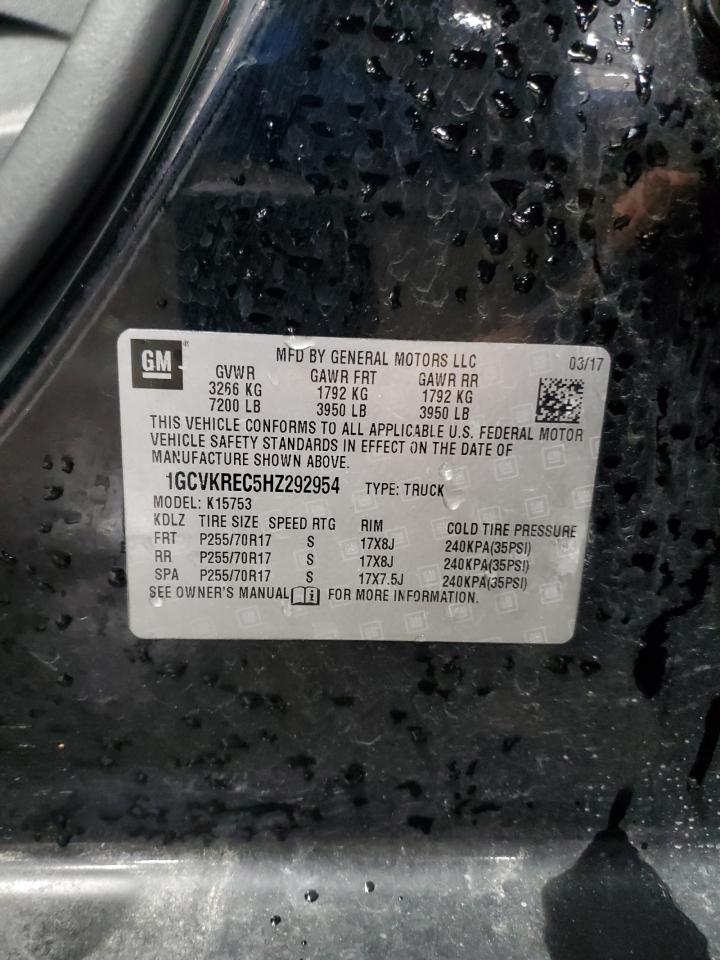 GM ®
MFD BY GENERAL MOTORS LLC 03/17
GVWR GAWR FRT GAWR RR
3266 KG 1792 KG 1792 KG
7200 LB 3950 LB 3950 LB
THIS VEHICLE CONFORMS TO ALL APPLICABLE U.S. FEDERAL MOTOR
VEHICLE SAFETY STANDARDS IN EFFECT ON THE DATE OF
MANUFACTURE SHOWN ABOVE.
1GCVKREC5HZ292954 TYPE: TRUCK
MODEL: K15753
KDLZ TIRE SIZE SPEED RTG RIM COLD TIRE PRESSURE
FRT P255/70R17 S 17X8J 240KPA(35PSI)
RR P255/70R17 S 17X8J 240KPA(35PSI)
SPA P255/70R17 S 17X7.5J 240KPA(35PSI)
SEE OWNER'S MANUAL i FOR MORE INFORMATION.